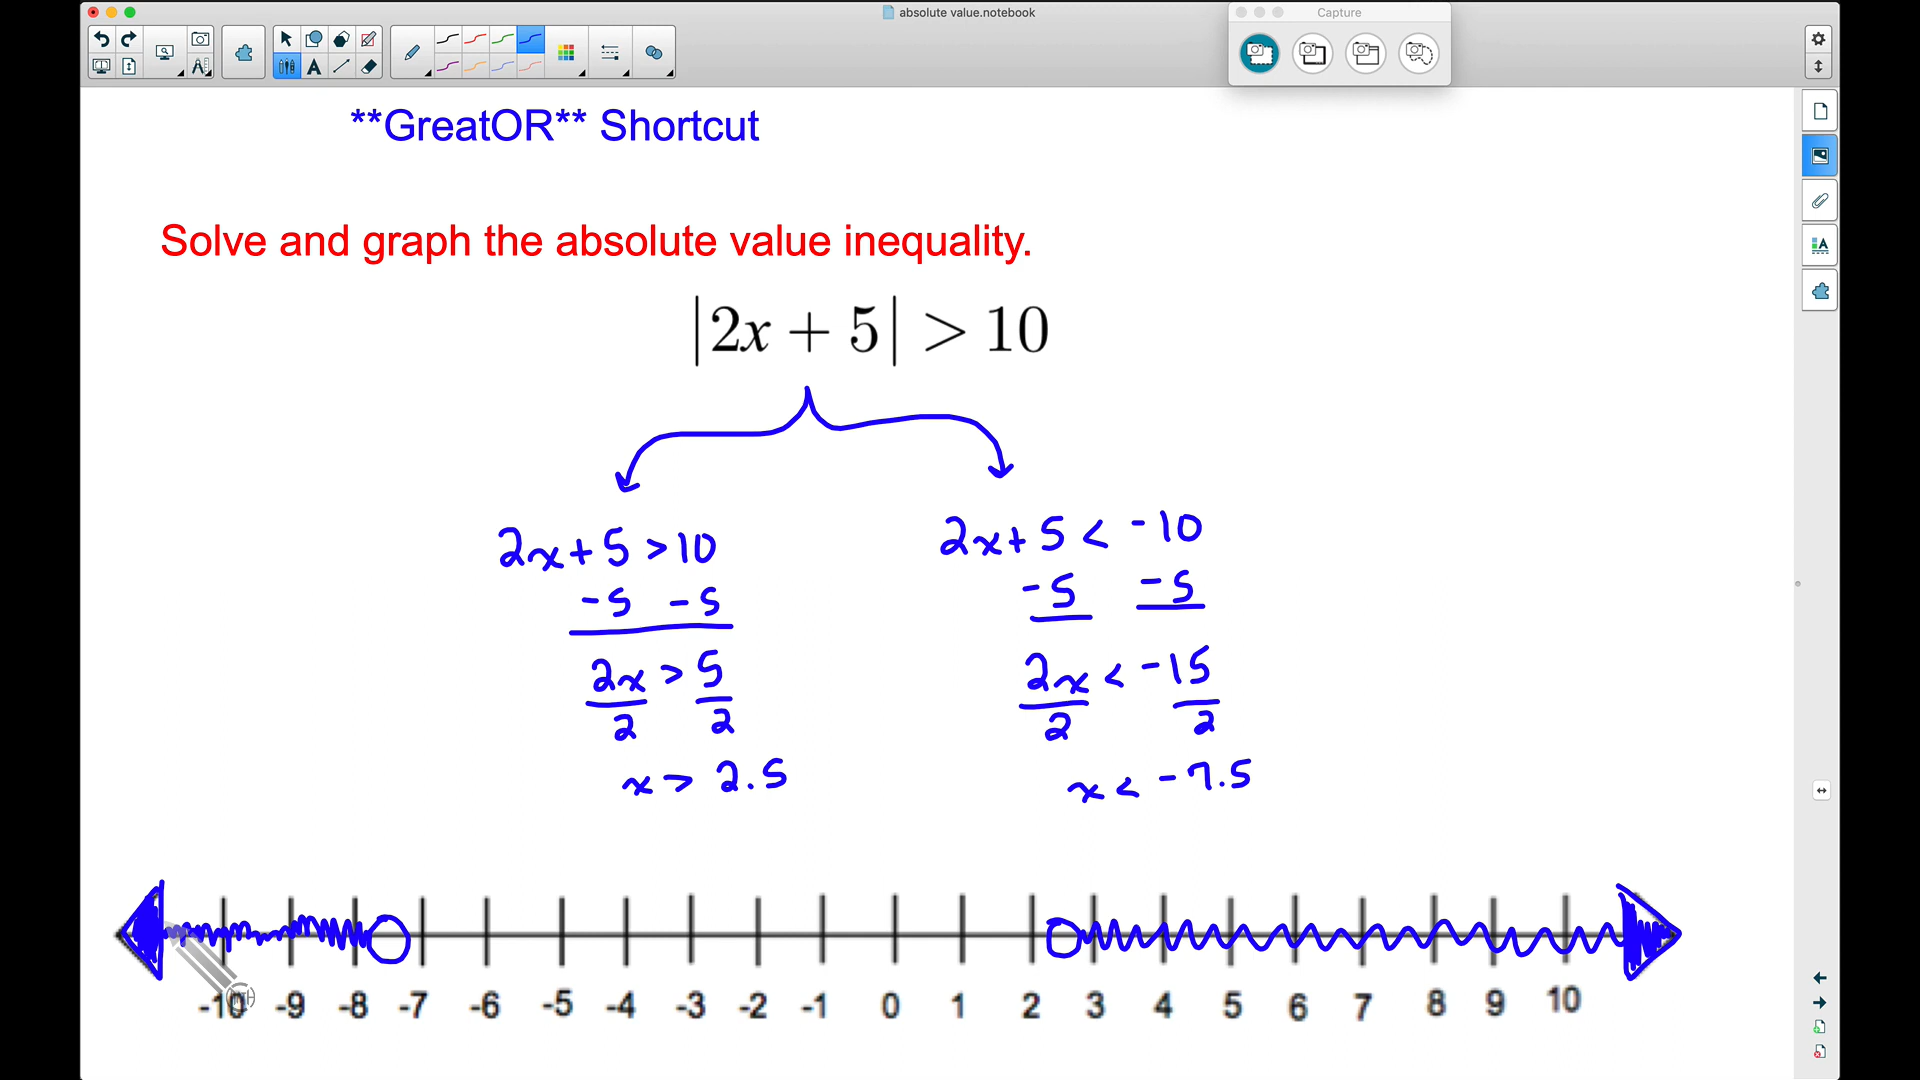 absolute value.notebook
Capture
**GreatOR** Shortcut
Solve and graph the absolute value inequality.
|2x + 5| > 10
2x+5 >10
2x+5 < -10
-5 -5
-5 -5
2x > 5
2x < -15
2 2
2 2
x > 2.5
x < -7.5
-10 -9 -8 -7 -6 -5 -4 -3 -2 -1 0 1 2 3 4 5 6 7 8 9 10